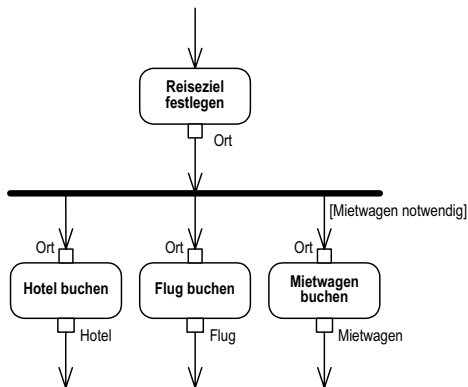 Reiseziel
festlegen
Ort
[Mietwagen notwendig]
Ort
Ort
Ort
Hotel buchen
Flug buchen
Mietwagen
buchen
Hotel
Flug
Mietwagen